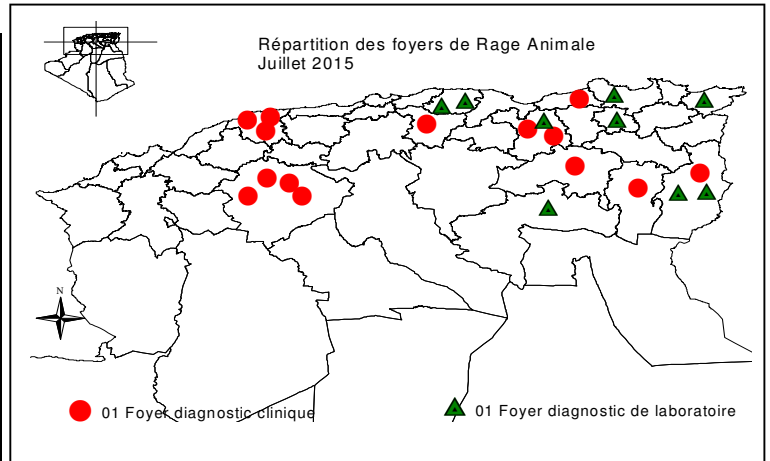 Répartition des foyers de Rage Animale
Juillet 2015
N
01 Foyer diagnostic clinique
01 Foyer diagnostic de laboratoire